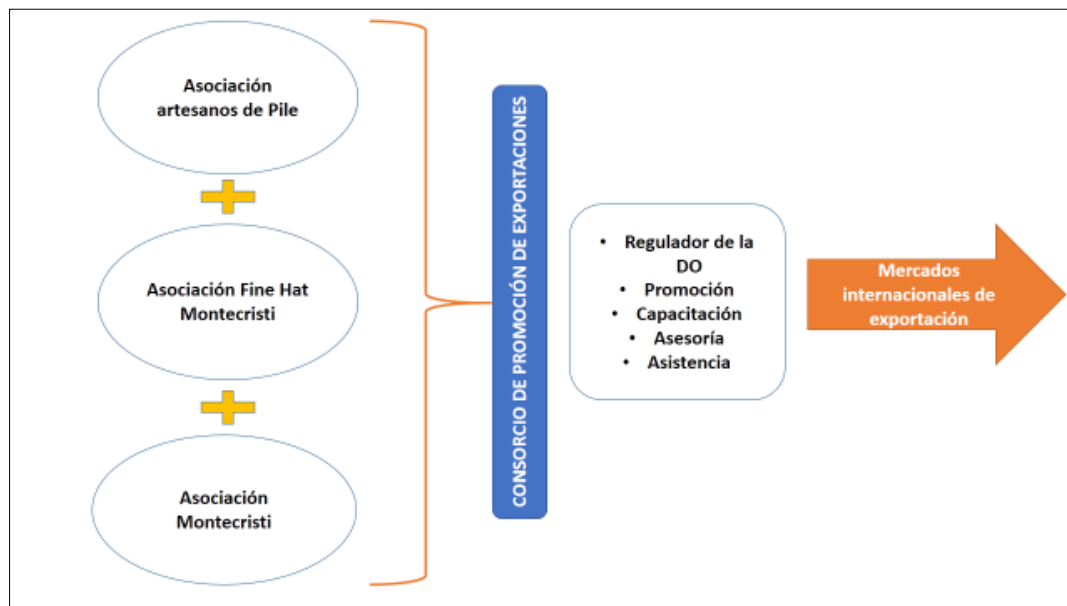 Asociación
artesanos de Pile
Asociación Fine Hat
Montecristi
Asociación
Montecristi
CONSORCIO DE PROMOCIÓN DE EXPORTACIONES
• Regulador de la
DO
• Promoción
• Capacitación
• Asesoría
• Asistencia
Mercados
internacionales de
exportación